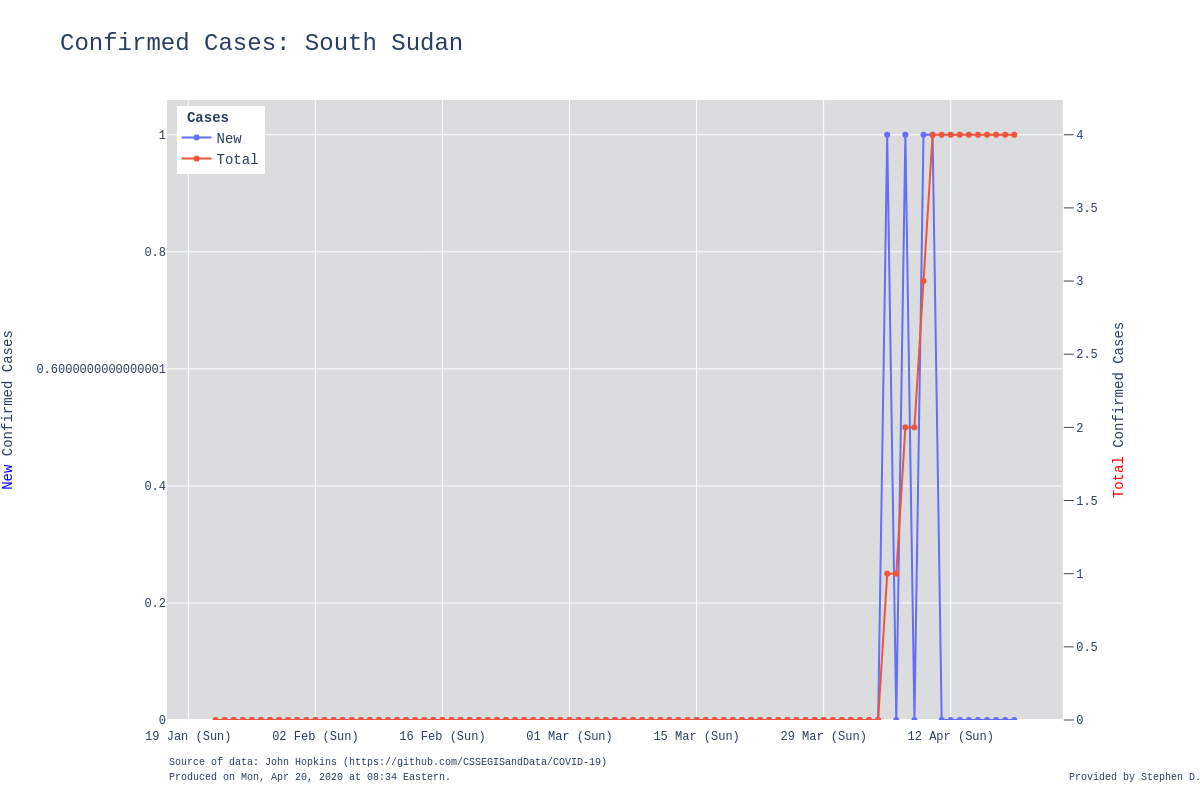 Confirmed Cases: South Sudan
Cases
New
Total
1
0.8
0.6000000000000001
0.4
0.2
0
New Confirmed Cases
4
3.5
3
2.5
2
1.5
1
0.5
0
Total Confirmed Cases
19 Jan (Sun) 02 Feb (Sun) 16 Feb (Sun) 01 Mar (Sun) 15 Mar (Sun) 29 Mar (Sun) 12 Apr (Sun)
Source of data: John Hopkins (https://github.com/CSSEGISandData/COVID-19)
Produced on Mon, Apr 20, 2020 at 08:34 Eastern.
Provided by Stephen D.